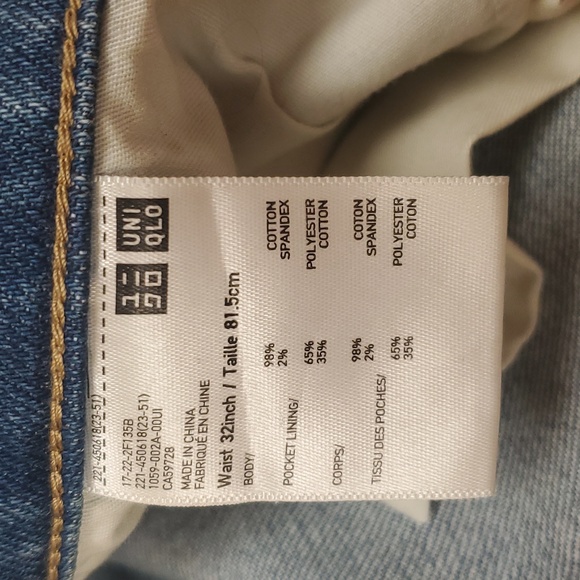 UNI
QLO
ユニ
クロ
221-450618(23-51)
17-22-2F135B
221-450618(23-51)
1059-002A-00UI
CA59728
MADE IN CHINA
FABRIQUÉ EN CHINE
Waist 32inch / Taille 81.5cm
BODY/ 98% COTTON
2% SPANDEX
POCKET LINING/ 65% POLYESTER
35% COTTON
CORPS/ 98% COTON
2% SPANDEX
TISSU DES POCHES/ 65% POLYESTER
35% COTON